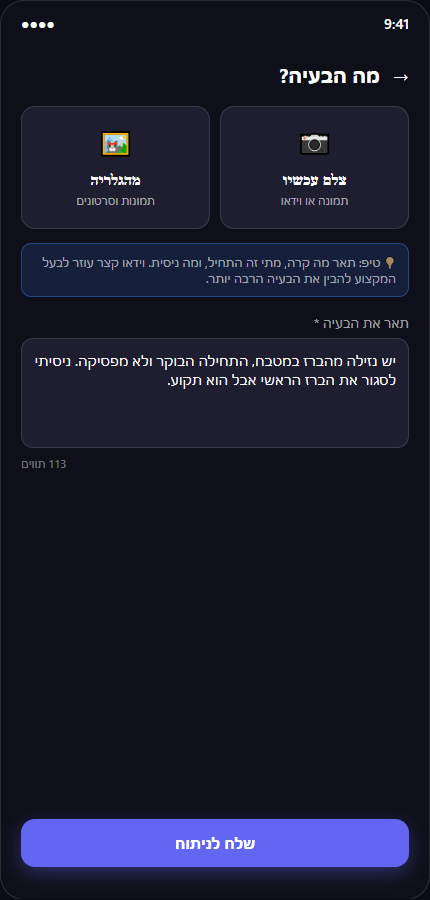 9:41
→ מה הבעיה?
צלם עכשיו
תמונה או וידאו
מהגלריה
תמונות וסרטונים
טיפ: תאר מה קרה, מתי זה התחיל, ומה ניסית. וידאו קצר עוזר לבעל
המקצוע להבין את הבעיה הרבה יותר.
תאר את הבעיה *
יש נזילה מהברז במטבח, התחילה הבוקר ולא מפסיקה. ניסיתי
לסגור את הברז הראשי אבל הוא תקוע.
113 תווים
שלח לניתוח